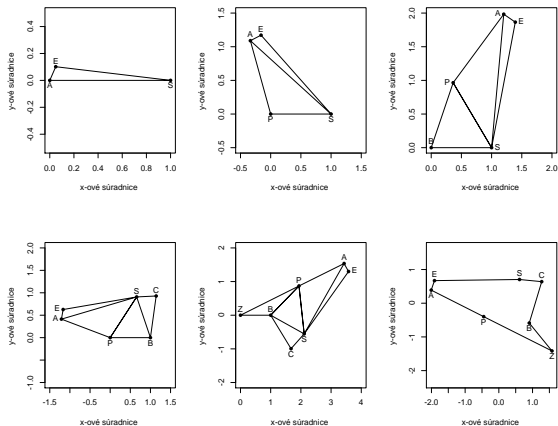 0.4
0.2
0.0
-0.2
-0.4
y-ové súradnice
A
E
S
0.0 0.2 0.4 0.6 0.8 1.0
x-ové súradnice
1.5
1.0
0.5
0.0
-0.5
y-ové súradnice
A
E
P
S
-0.5 0.0 0.5 1.0 1.5
x-ové súradnice
2.0
1.5
1.0
0.5
0.0
y-ové súradnice
A
E
P
B
S
0.0 0.5 1.0 1.5 2.0
x-ové súradnice
2.0
1.5
1.0
0.5
0.0
-1.0
y-ové súradnice
E
A
S
C
P
B
-1.5 -0.5 0.0 0.5 1.0 1.5
x-ové súradnice
2
1
0
-1
-2
y-ové súradnice
A
E
P
Z
B
S
C
0 1 2 3 4
x-ové súradnice
1
0
-1
-2
y-ové súradnice
E
S
C
A
P
B
Z
-2.0 -1.0 0.0 1.0
x-ové súradnice